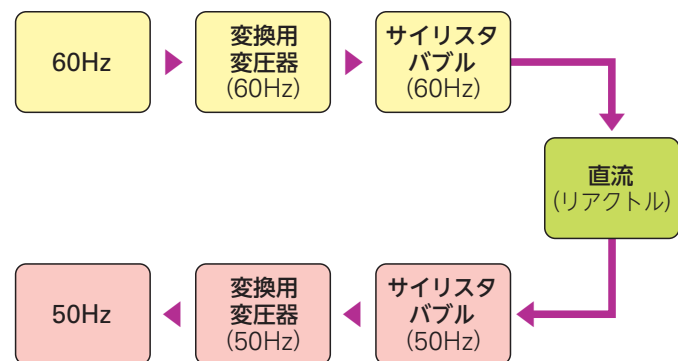 60Hz
変換用
変圧器
(60Hz)
サイリスタ
バブル
(60Hz)
直流
(リアクトル)
50Hz
変換用
変圧器
(50Hz)
サイリスタ
バブル
(50Hz)